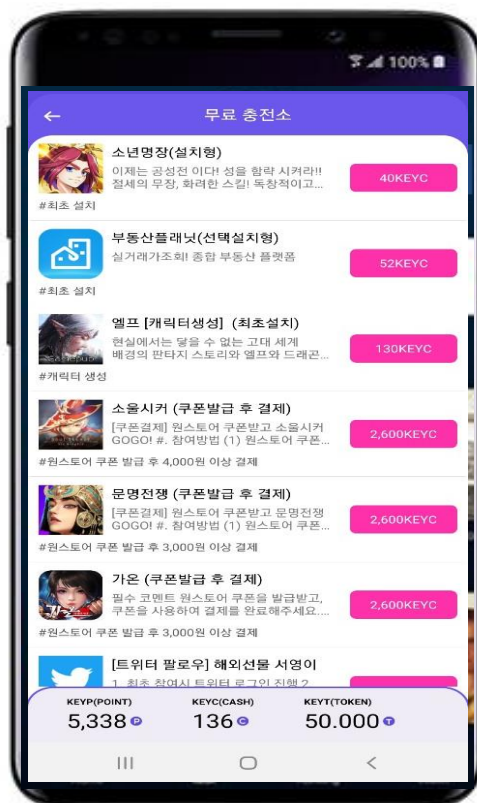 100%
무료 충전소
소년명장(설치형)
이제는 공성전 이다! 성을 함락 시켜라!!
절세의 무장, 화려한 스킬! 독창적이고...
40KEYC
#최초 설치
부동산플래닛(선택설치형)
실거래가조회! 종합 부동산 플랫폼
52KEYC
#최초 설치
엘프 [캐릭터생성] (최초설치)
현실에서는 닿을 수 없는 고대 세계
배경의 판타지 스토리와 엘프와 드래곤...
130KEYC
#캐릭터 생성
소울시커 (쿠폰발급 후 결제)
[쿠폰결제] 원스토어 쿠폰받고 소울시커
GOGO! #. 참여방법 (1) 원스토어 쿠폰...
2,600KEYC
#원스토어 쿠폰 발급 후 4,000원 이상 결제
문명전쟁 (쿠폰발급 후 결제)
[쿠폰결제] 원스토어 쿠폰받고 문명전쟁
GOGO! #. 참여방법 (1) 원스토어 쿠폰...
2,600KEYC
#원스토어 쿠폰 발급 후 3,000원 이상 결제
가온 (쿠폰발급 후 결제)
필수 코멘트 원스토어 쿠폰을 발급받고,
쿠폰을 사용하여 결제를 완료해주세요....
2,600KEYC
#원스토어 쿠폰 발급 후 3,000원 이상 결제
[트위터 팔로우] 해외선물 서영이
1. 최초 참여시 트위터 로그인 진행 2
KEYP(POINT) KEYC(CASH) KEYT(TOKEN)
5,338 P 136 C 50.000 T